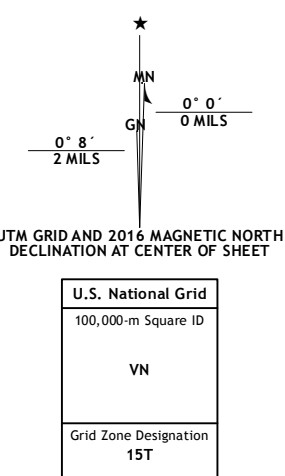 ★
MN
0° 0´
0 MILS
GN
0° 8´
2 MILS
UTM GRID AND 2016 MAGNETIC NORTH
DECLINATION AT CENTER OF SHEET
U.S. National Grid
100,000-m Square ID
VN
Grid Zone Designation
15T